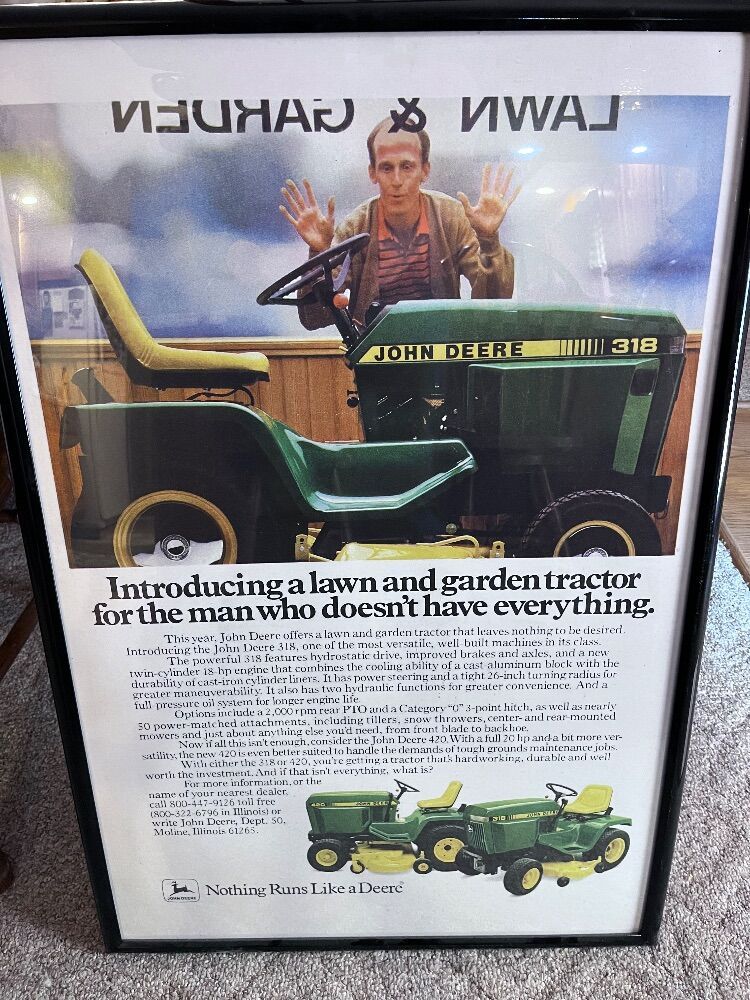 LAWN & GARDEN
JOHN DEERE 318
Introducing a lawn and garden tractor
for the man who doesn't have everything.
This year, John Deere offers a lawn and garden tractor that leaves nothing to be desired.
Introducing the John Deere 318, one of the most versatile, well-built machines in its class.
The powerful 318 features hydrostatic drive, improved brakes and axles, and a new
twin-cylinder 18-hp engine that combines the cooling ability of a cast-aluminum block with the
durability of cast-iron cylinder liners. It has power steering and a tight 26-inch turning radius for
greater maneuverability. It also has two hydraulic functions for greater convenience. And a
full-pressure oil system for longer engine life.
Options include a 2,000 rpm rear PTO and a Category "0" 3-point hitch, as well as nearly
50 power-matched attachments, including tillers, snow throwers, center- and rear-mounted
mowers and just about anything else you'd need, from front blade to backhoe.
Now if all this isn't enough, consider the John Deere 420. With a full 20 hp and a bit more ver-
satility, the new 420 is even better suited to handle the demands of tough grounds maintenance jobs.
With either the 318 or 420, you're getting a tractor that's hardworking, durable and well
worth the investment. And if that isn't everything, what is?
For more information, or the
name of your nearest dealer,
call 800-447-9126 toll free
(800-322-6796 in Illinois) or
write John Deere, Dept. 50,
Moline, Illinois 61265.
420 JOHN DEERE
318 JOHN DEERE
JOHN DEERE
Nothing Runs Like a Deere®